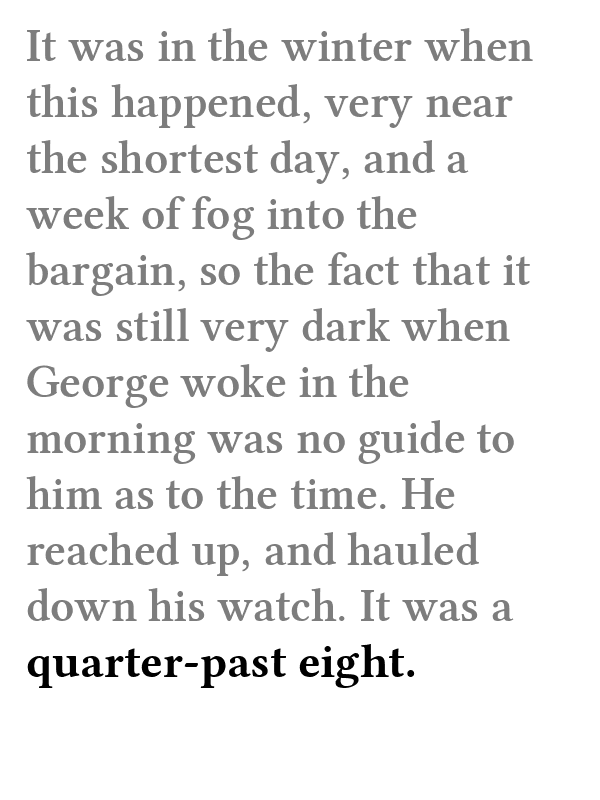 It was in the winter when
this happened, very near
the shortest day, and a
week of fog into the
bargain, so the fact that it
was still very dark when
George woke in the
morning was no guide to
him as to the time. He
reached up, and hauled
down his watch. It was a
quarter-past eight.